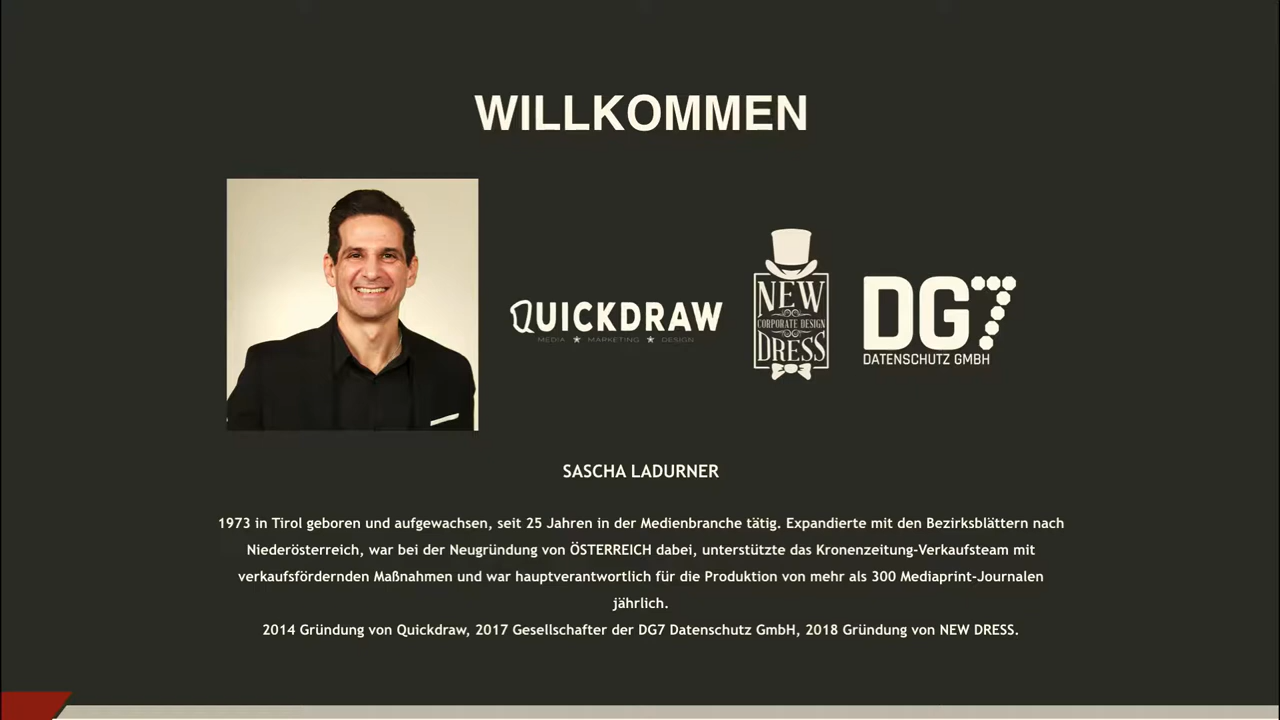 WILLKOMMEN
QUICKDRAW
MEDIA ★ MARKETING ★ DESIGN
NEW
CORPORATE DESIGN
DRESS
DG7
DATENSCHUTZ GMBH
SASCHA LADURNER
1973 in Tirol geboren und aufgewachsen, seit 25 Jahren in der Medienbranche tätig. Expandierte mit den Bezirksblättern nach
Niederösterreich, war bei der Neugründung von ÖSTERREICH dabei, unterstützte das Kronenzeitung-Verkaufsteam mit
verkaufsfördernden Maßnahmen und war hauptverantwortlich für die Produktion von mehr als 300 Mediaprint-Journalen
jährlich.
2014 Gründung von Quickdraw, 2017 Gesellschafter der DG7 Datenschutz GmbH, 2018 Gründung von NEW DRESS.